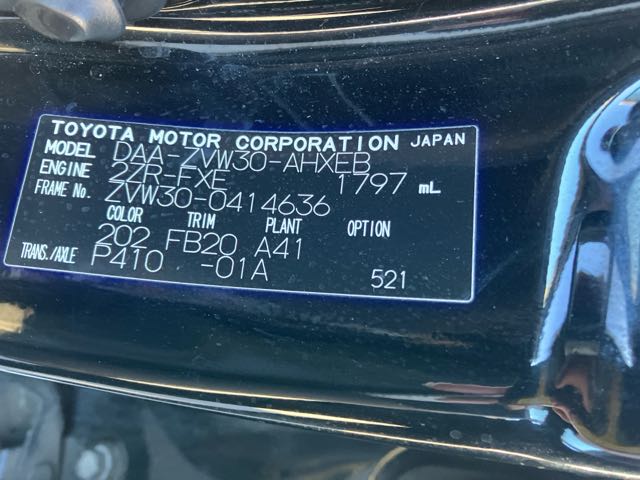 TOYOTA MOTOR CORPORATION JAPAN
MODEL DAA-ZVW30-AHXEB
ENGINE 2ZR-FXE 1797 mL
FRAME No. ZVW30-0414636
COLOR TRIM PLANT OPTION
202 FB20 A41
TRANS./AXLE P410 -01A 521